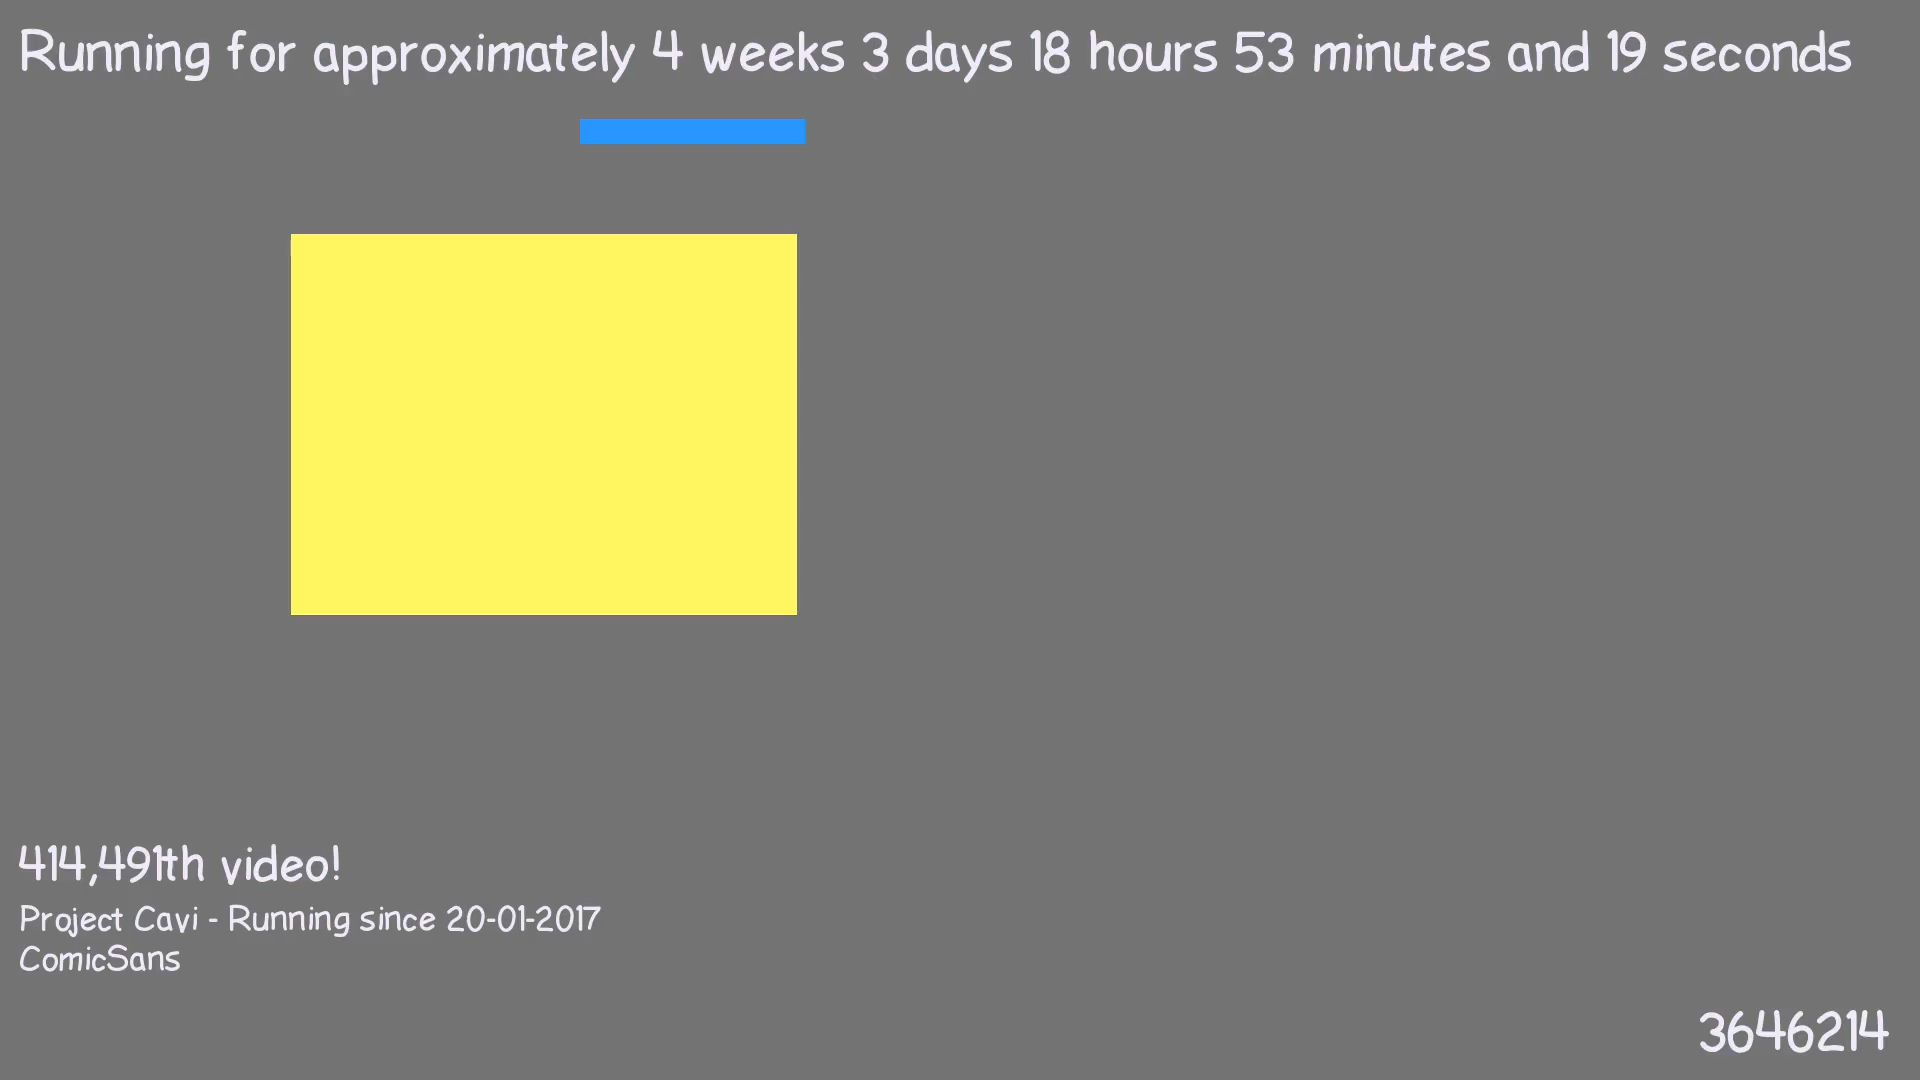 Running for approximately 4 weeks 3 days 18 hours 53 minutes and 19 seconds
414,491th video!
Project Cavi - Running since 20-01-2017
ComicSans
3646214